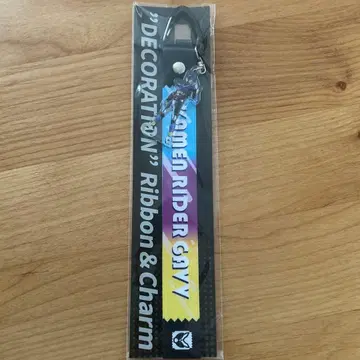 "DECORATION" Ribbon & Charm
KAMEN RIDER GAVV